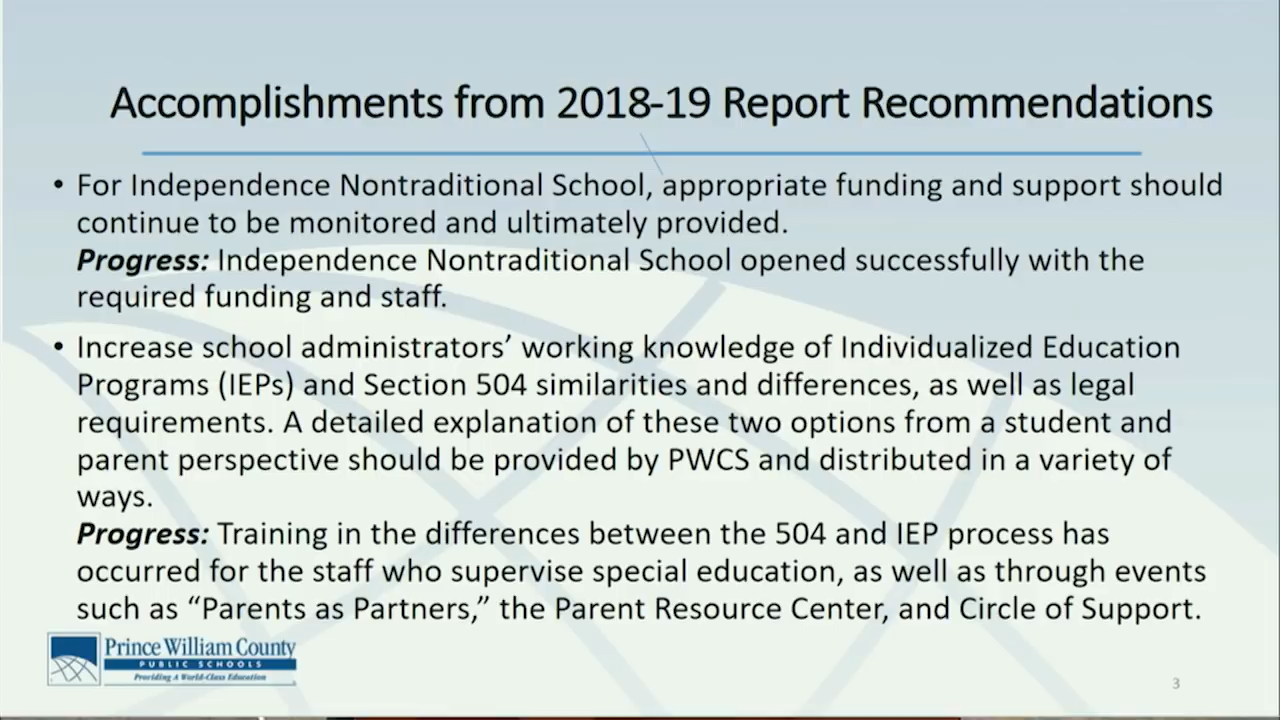 Accomplishments from 2018-19 Report Recommendations
• For Independence Nontraditional School, appropriate funding and support should
continue to be monitored and ultimately provided.
Progress: Independence Nontraditional School opened successfully with the
required funding and staff.
• Increase school administrators’ working knowledge of Individualized Education
Programs (IEPs) and Section 504 similarities and differences, as well as legal
requirements. A detailed explanation of these two options from a student and
parent perspective should be provided by PWCS and distributed in a variety of
ways.
Progress: Training in the differences between the 504 and IEP process has
occurred for the staff who supervise special education, as well as through events
such as “Parents as Partners,” the Parent Resource Center, and Circle of Support.
Prince William County
PUBLIC SCHOOLS
Providing A World-Class Education
3